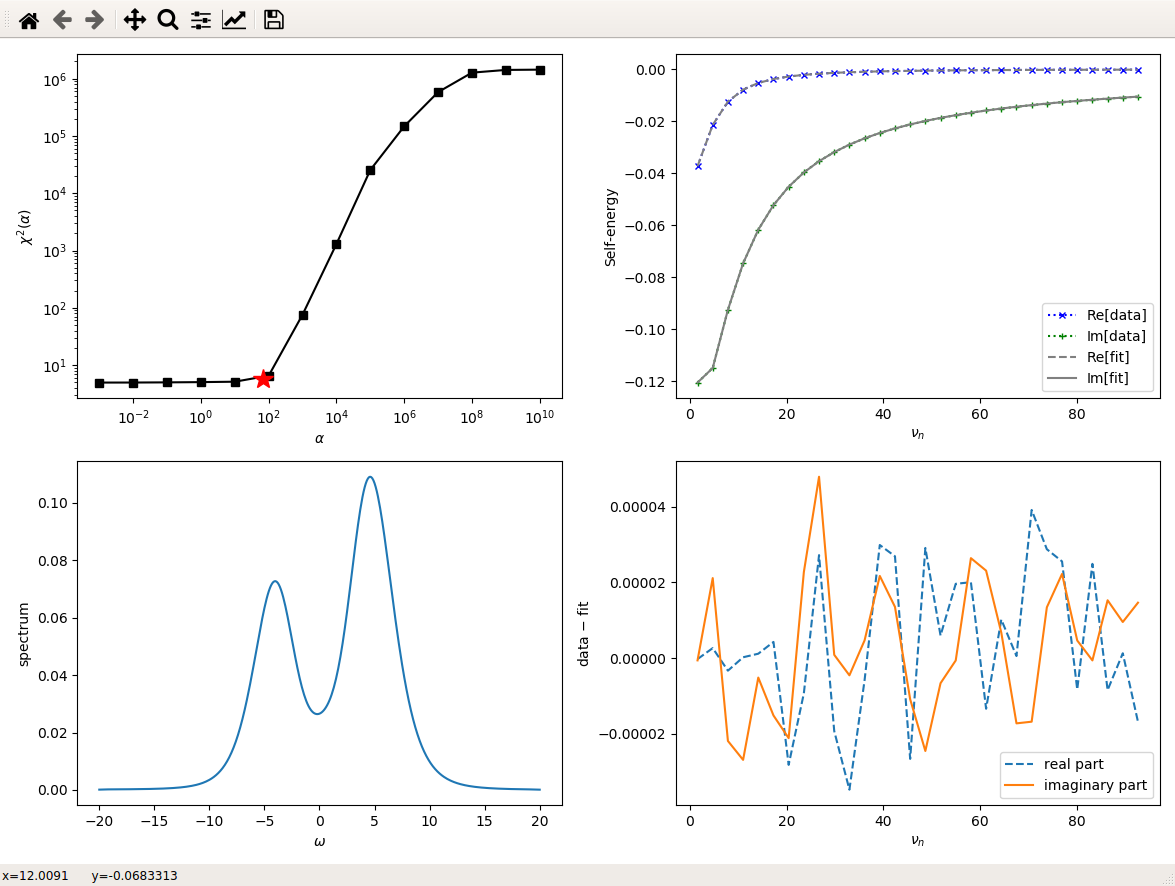 10⁶
10⁵
10⁴
10³
10²
10¹
χ²(α)
10⁻² 10⁰ 10² 10⁴ 10⁶ 10⁸ 10¹⁰
α
0.00
−0.02
−0.04
−0.06
−0.08
−0.10
−0.12
Self-energy
Re[data]
Im[data]
Re[fit]
Im[fit]
0 20 40 60 80
νₙ
0.10
0.08
0.06
0.04
0.02
0.00
spectrum
−20 −15 −10 −5 0 5 10 15 20
ω
0.00004
0.00002
0.00000
−0.00002
data − fit
real part
imaginary part
0 20 40 60 80
νₙ
x=12.0091 y=-0.0683313